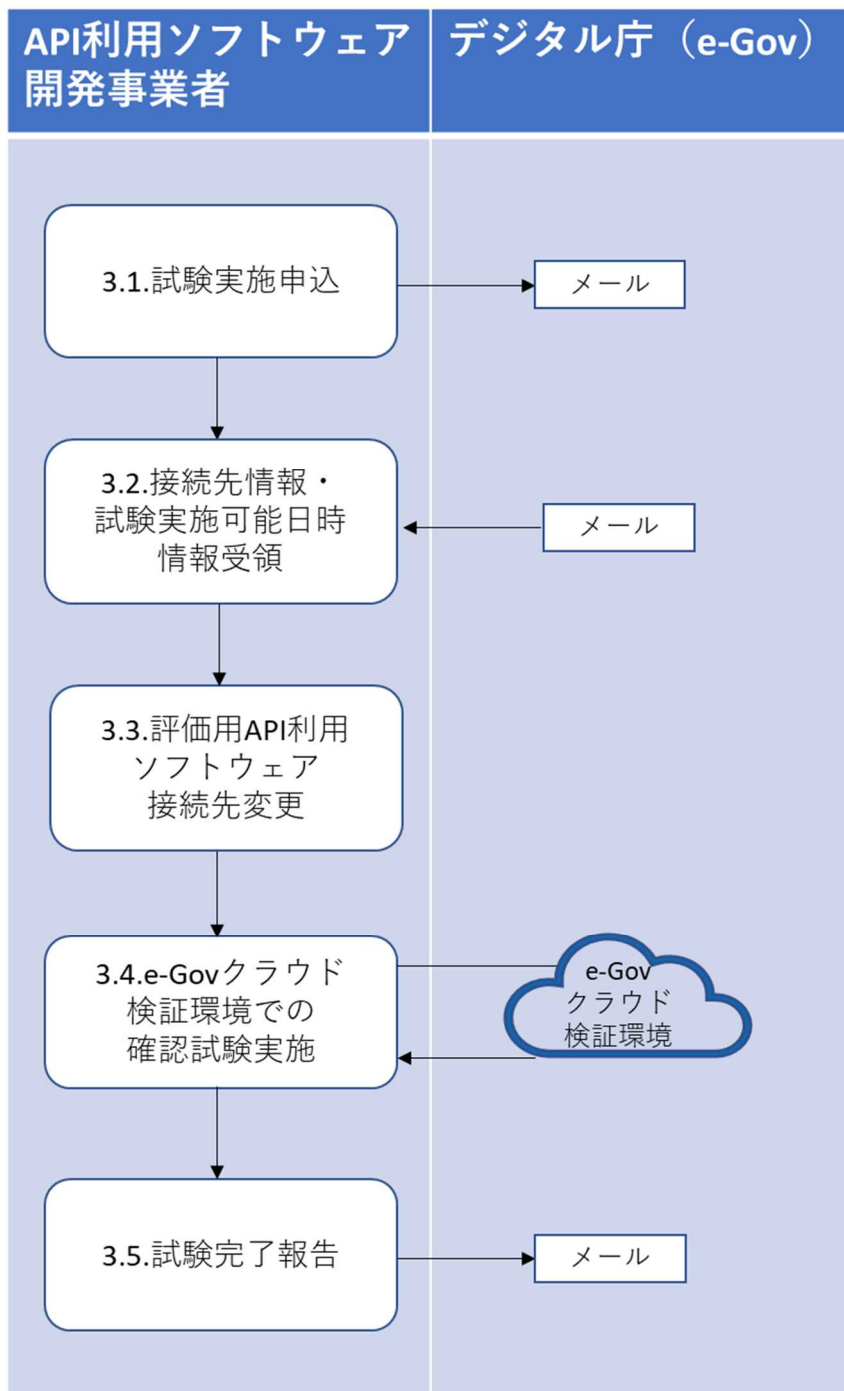 API利用ソフトウェア
開発事業者
デジタル庁（e-Gov）
3.1.試験実施申込
メール
3.2.接続先情報・
試験実施可能日時
情報受領
メール
3.3.評価用API利用
ソフトウェア
接続先変更
3.4.e-Govクラウド
検証環境での
確認試験実施
e-Gov
クラウド
検証環境
3.5.試験完了報告
メール